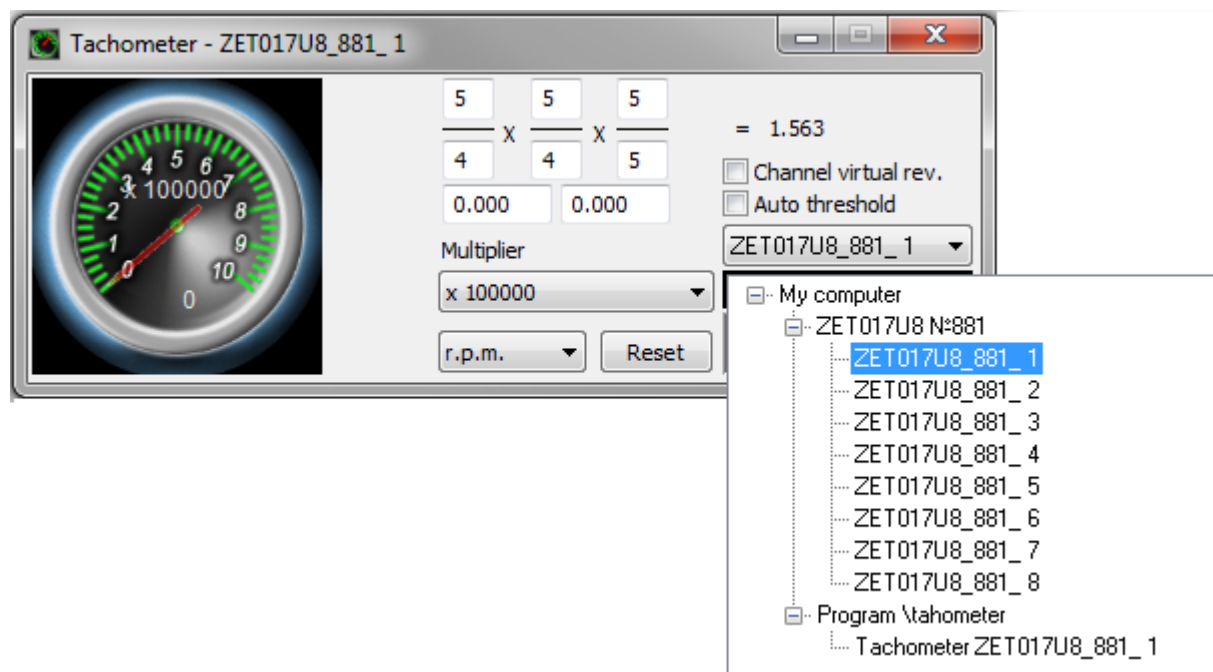 Tachometer - ZET017U8_881_ 1
5 5 5
X X
4 4 5
= 1.563
Channel virtual rev.
0.000 0.000
Auto threshold
Multiplier
ZET017U8_881_ 1
x 100000
r.p.m.
Reset
0 1 2 3 4 5 6 7 8 9 10
x 100000
0
My computer
ZET017U8 №881
ZET017U8_881_ 1
ZET017U8_881_ 2
ZET017U8_881_ 3
ZET017U8_881_ 4
ZET017U8_881_ 5
ZET017U8_881_ 6
ZET017U8_881_ 7
ZET017U8_881_ 8
Program \tahometer
Tachometer ZET017U8_881_ 1